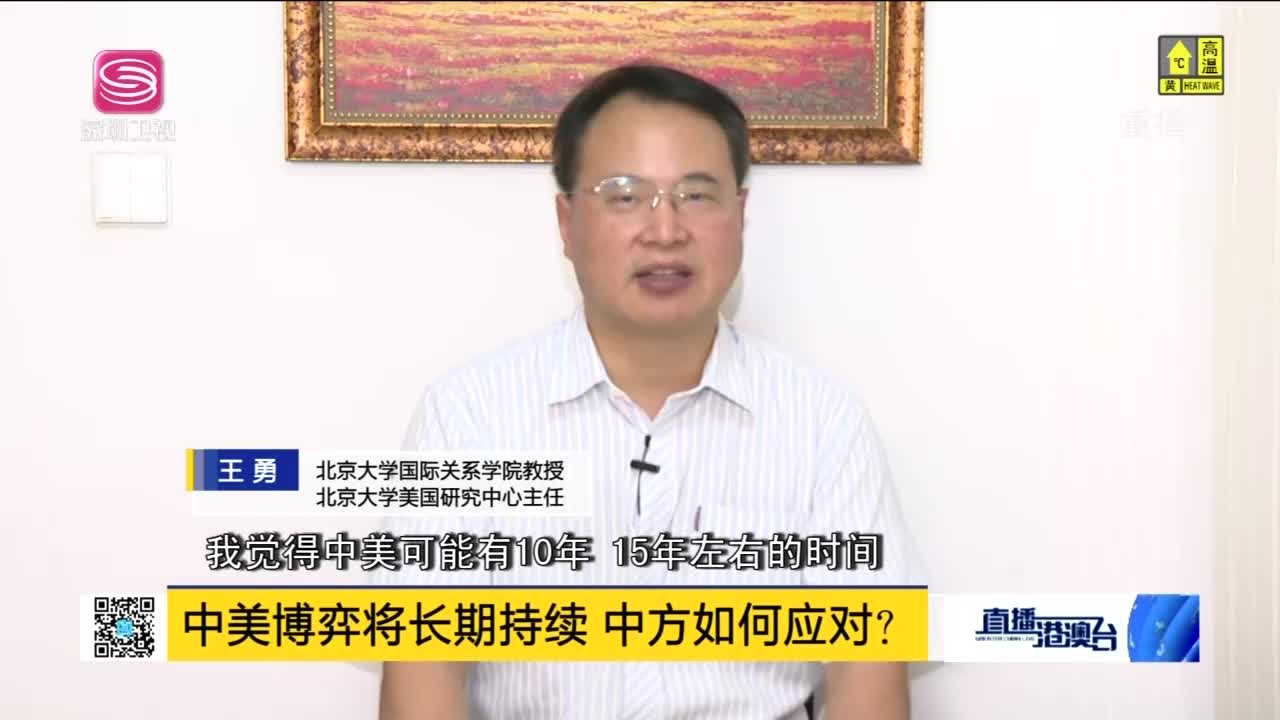 深圳卫视
高温
℃
黄 HEAT WAVE
重播
王勇
北京大学国际关系学院教授
北京大学美国研究中心主任
我觉得中美可能有10年 15年左右的时间
中美博弈将长期持续 中方如何应对？
直播港澳台